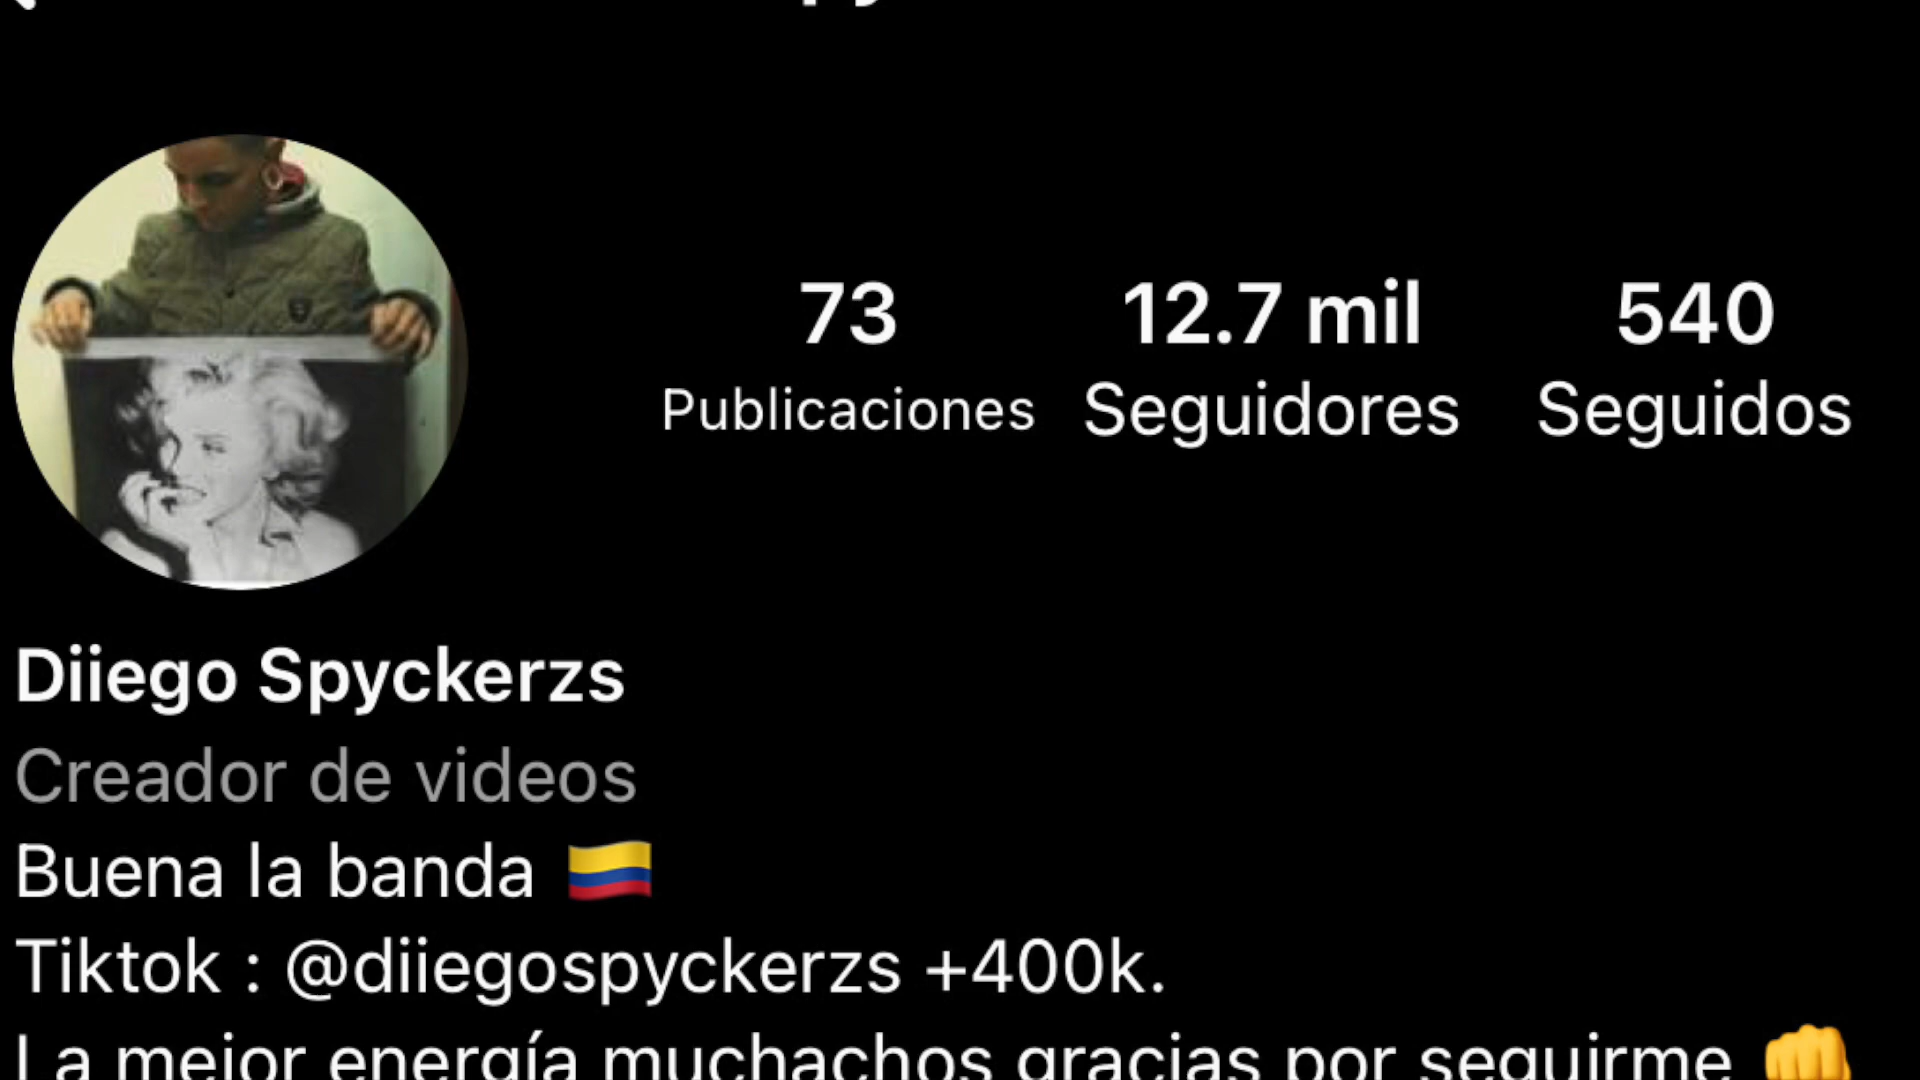 73 12.7 mil 540
Publicaciones Seguidores Seguidos
Diiego Spyckerzs
Creador de videos
Buena la banda 🇨🇴
Tiktok : @diiegospyckerzs +400k.
La mejor energía muchachos gracias por seguirme 👊